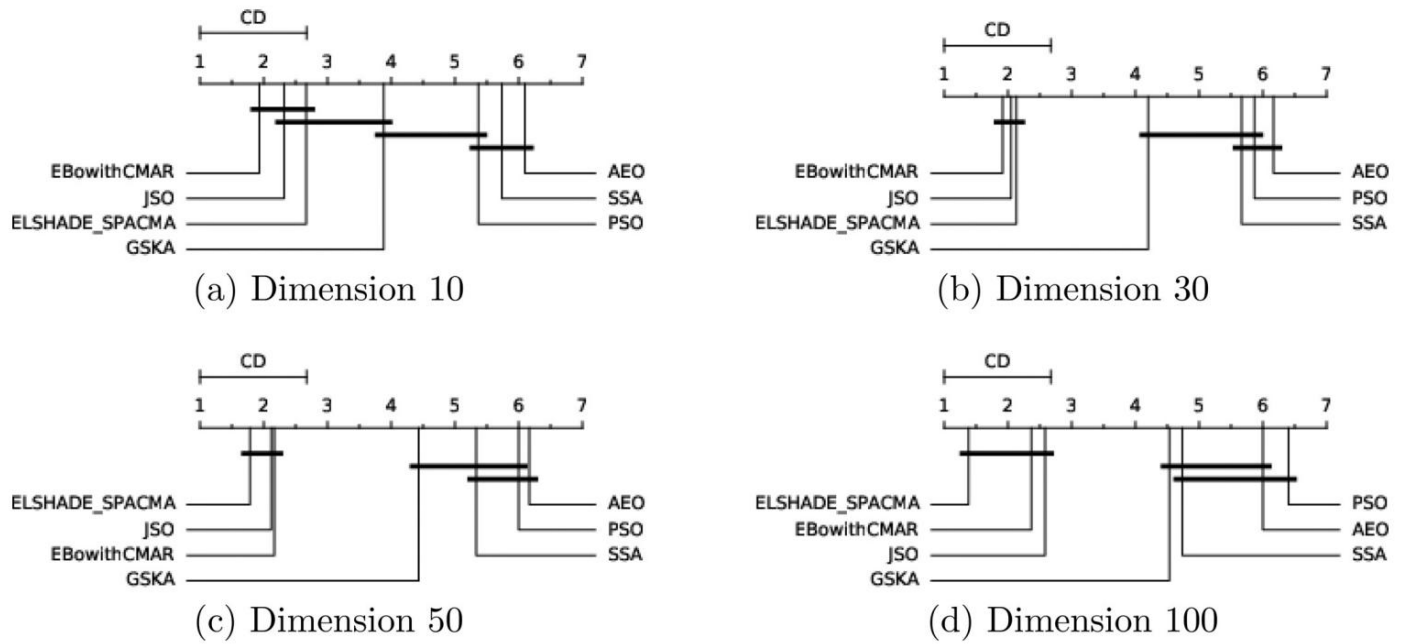 CD
1 2 3 4 5 6 7
EBowithCMAR AEO
JSO SSA
ELSHADE_SPACMA PSO
GSKA
(a) Dimension 10
CD
1 2 3 4 5 6 7
EBowithCMAR AEO
JSO PSO
ELSHADE_SPACMA SSA
GSKA
(b) Dimension 30
CD
1 2 3 4 5 6 7
ELSHADE_SPACMA AEO
JSO PSO
EBowithCMAR SSA
GSKA
(c) Dimension 50
CD
1 2 3 4 5 6 7
ELSHADE_SPACMA PSO
EBowithCMAR AEO
JSO SSA
GSKA
(d) Dimension 100